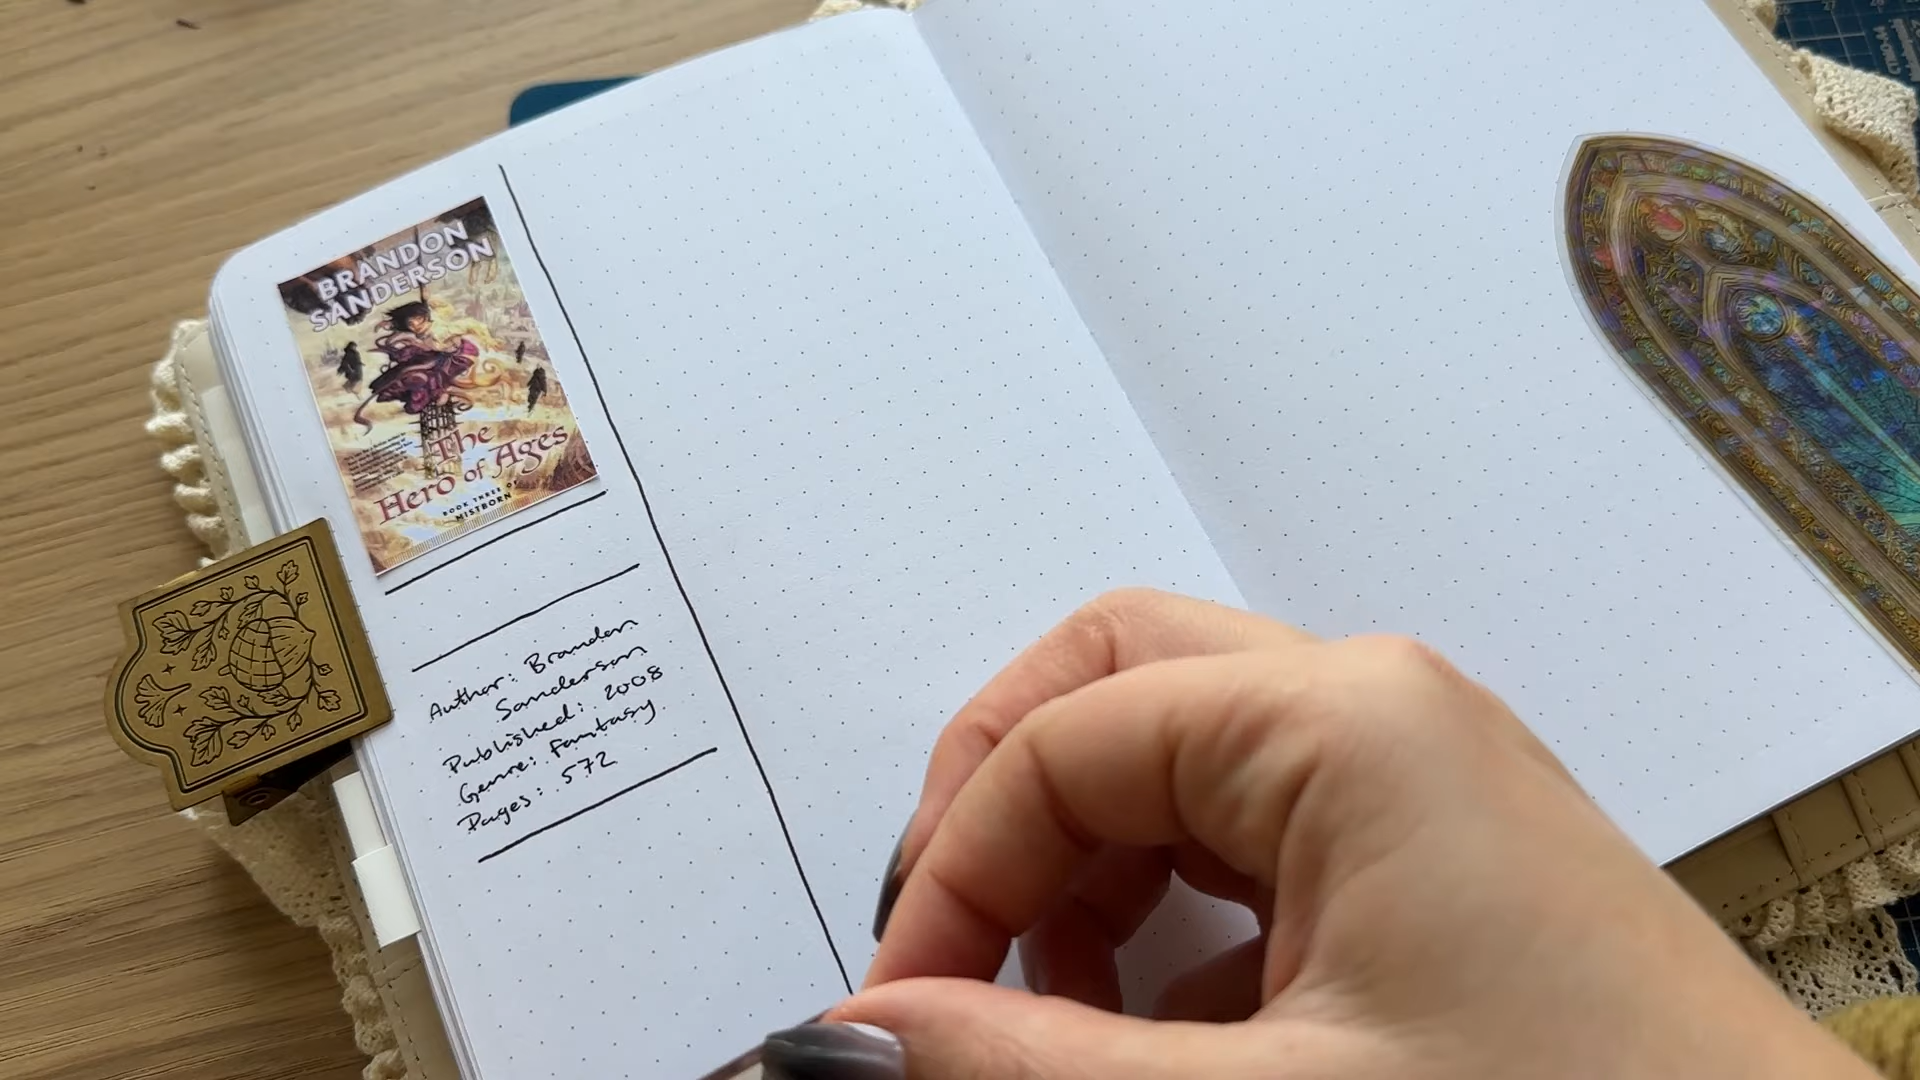 BRANDON
SANDERSON
The
Hero of Ages
BOOK THREE OF
MISTBORN
Author: Brandon
Sanderson
Published: 2008
Genre: Fantasy
Pages: 572